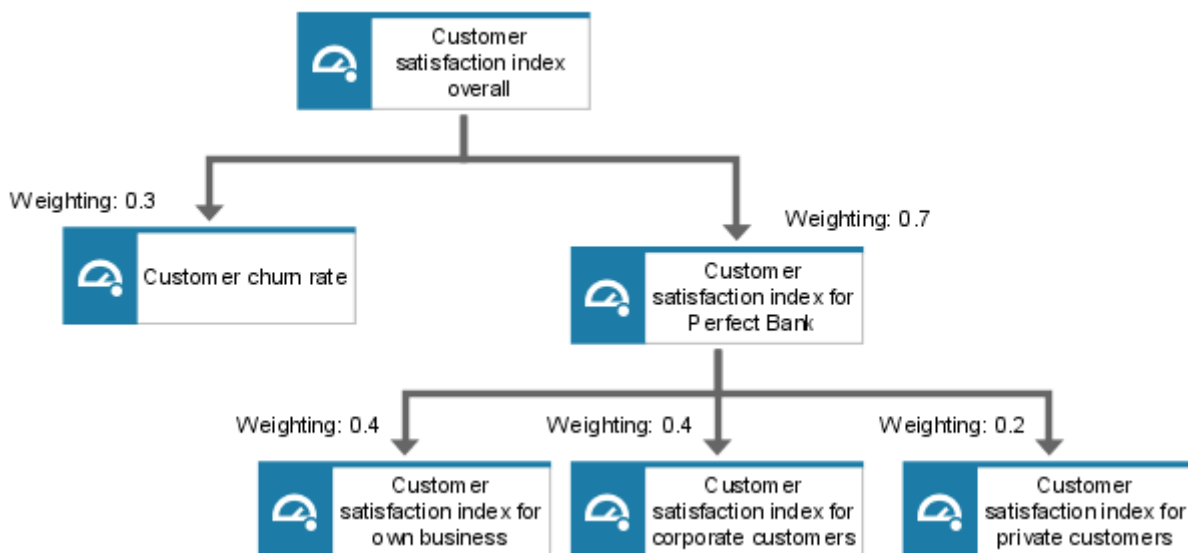 Customer
satisfaction index
overall
Weighting: 0.3
Weighting: 0.7
Customer churn rate
Customer
satisfaction index for
Perfect Bank
Weighting: 0.4
Weighting: 0.4
Weighting: 0.2
Customer
satisfaction index for
own business
Customer
satisfaction index for
corporate customers
Customer
satisfaction index for
private customers